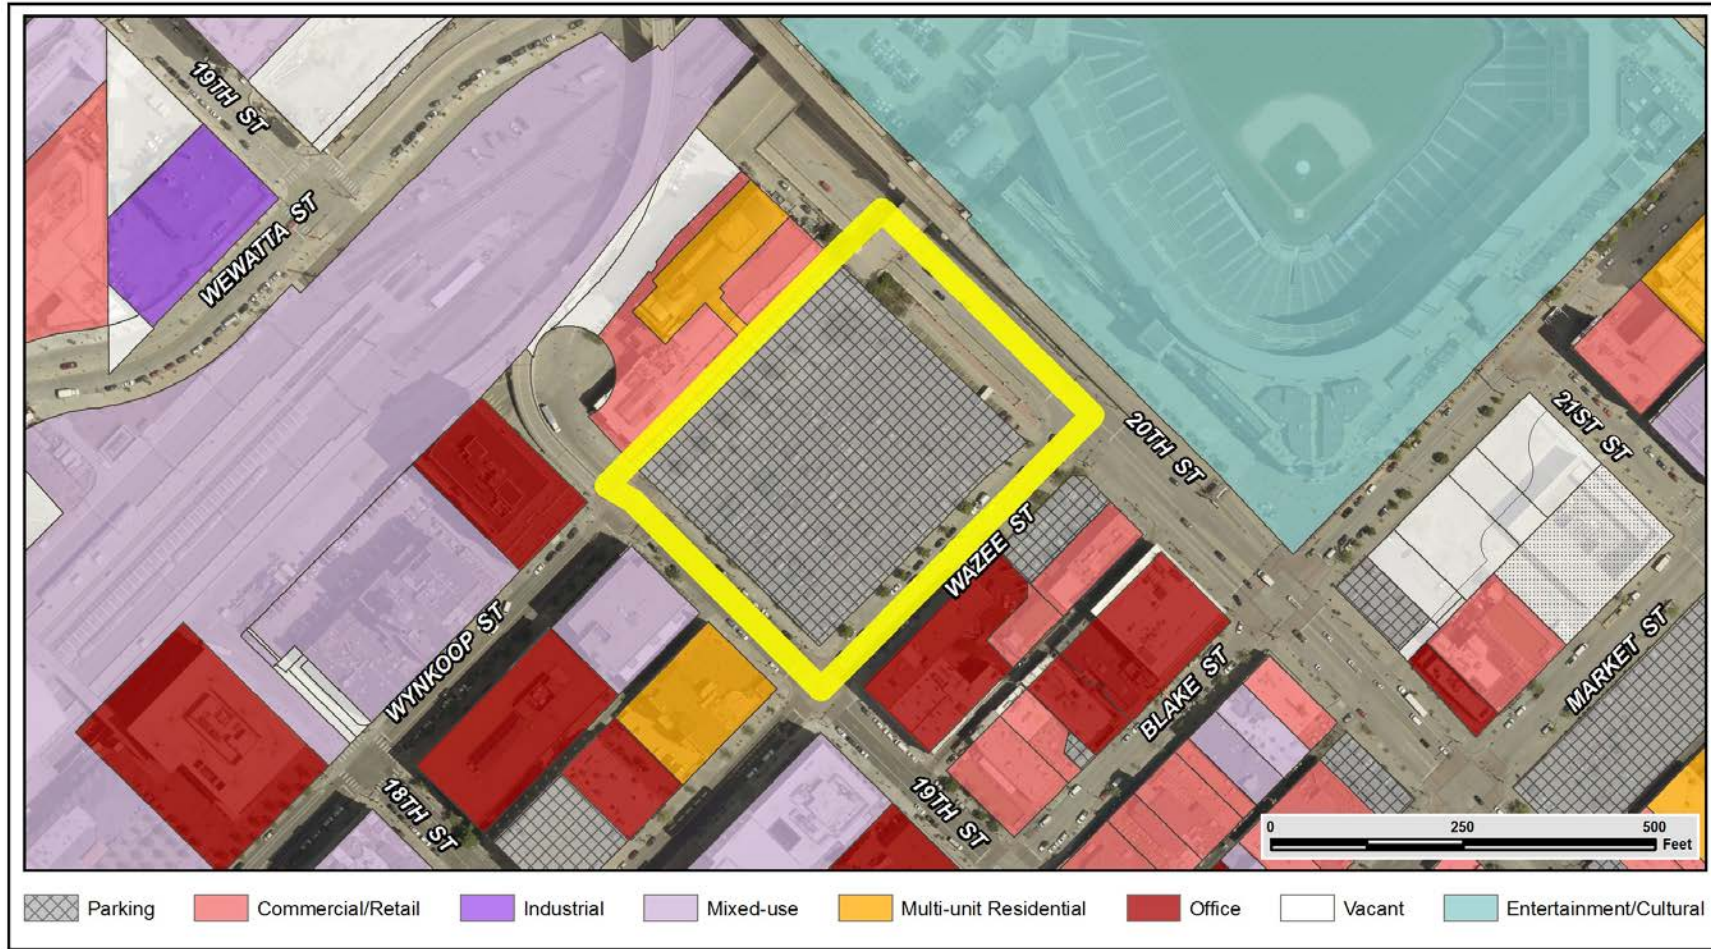 19TH ST
WEWATTA ST
20TH ST
21ST ST
WAZEE ST
WYNKOOP ST
BLAKE ST
MARKET ST
18TH ST
19TH ST
0 250 500
Feet
Parking Commercial/Retail Industrial Mixed-use Multi-unit Residential Office Vacant Entertainment/Cultural